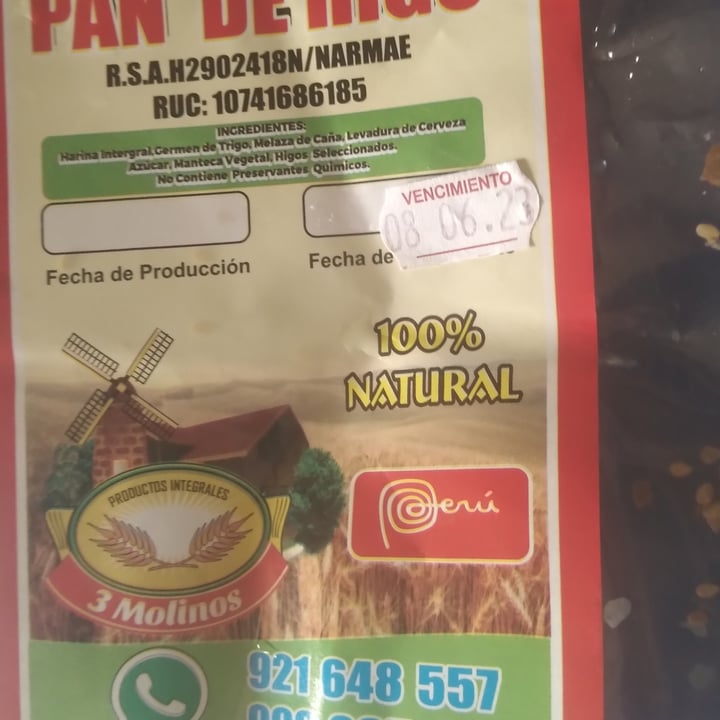 PAN DE HIGO
R.S.A.H2902418N/NARMAE
RUC: 10741686185
INGREDIENTES:
Harina Intergral,Germen de Trigo, Melaza de Caña, Levadura de Cerveza
Azúcar, Manteca Vegetal, Higos Seleccionados.
No Contiene Preservantes Químicos.
VENCIMIENTO
08 06.23
Fecha de Producción
Fecha de
100%
NATURAL
PRODUCTOS INTEGRALES
Perú
3 Molinos
921 648 557